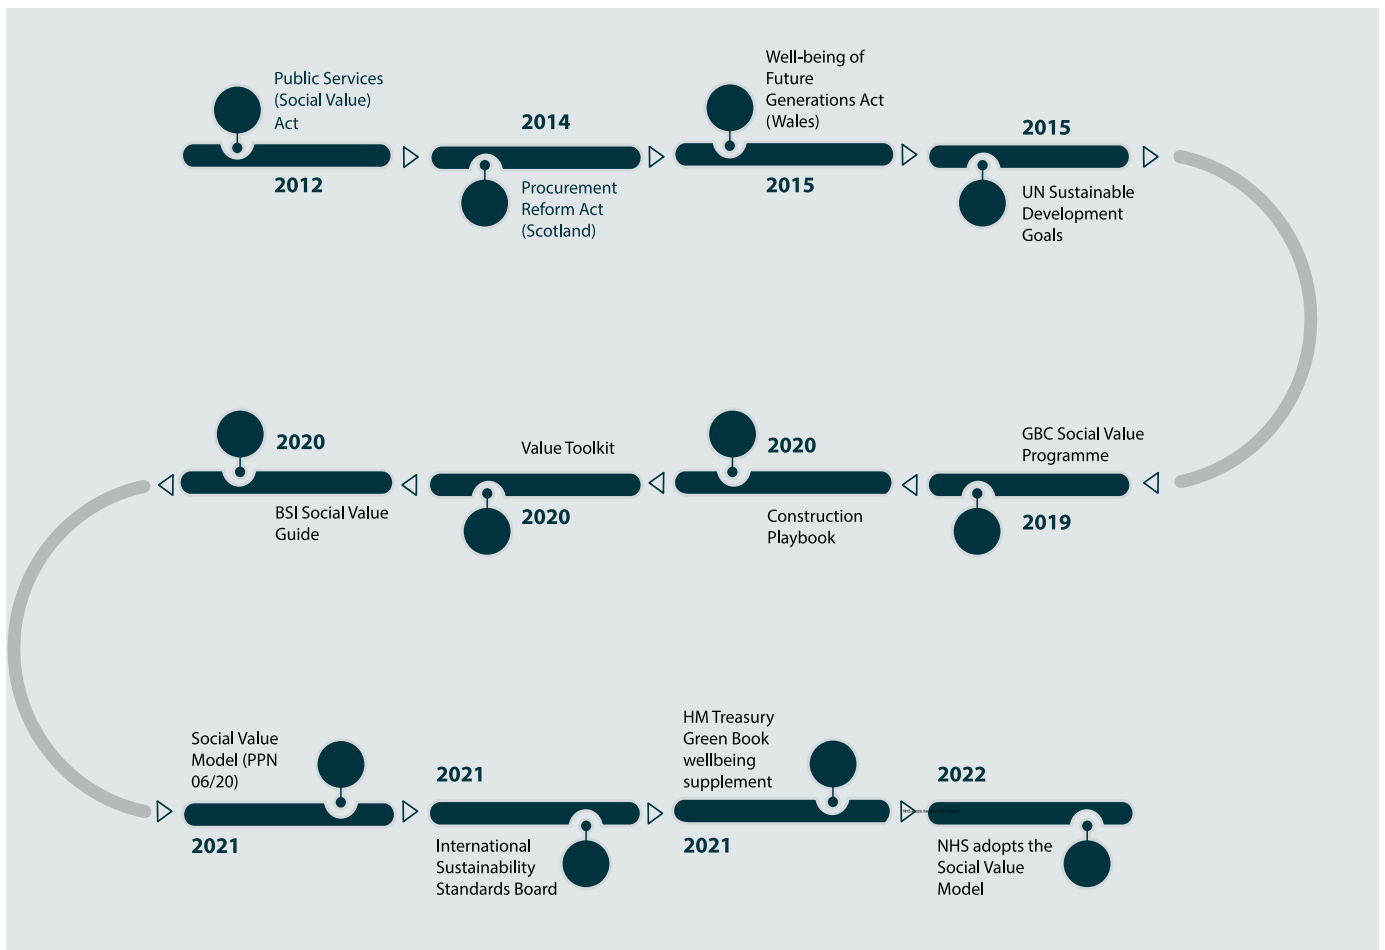 Public Services
(Social Value)
Act
2012
2014
Procurement
Reform Act
(Scotland)
Well-being of
Future
Generations Act
(Wales)
2015
2015
UN Sustainable
Development
Goals
GBC Social Value
Programme
2019
2020
Construction
Playbook
Value Toolkit
2020
2020
BSI Social Value
Guide
Social Value
Model (PPN
06/20)
2021
2021
International
Sustainability
Standards Board
HM Treasury
Green Book
wellbeing
supplement
2021
2022
NHS adopts the
Social Value
Model